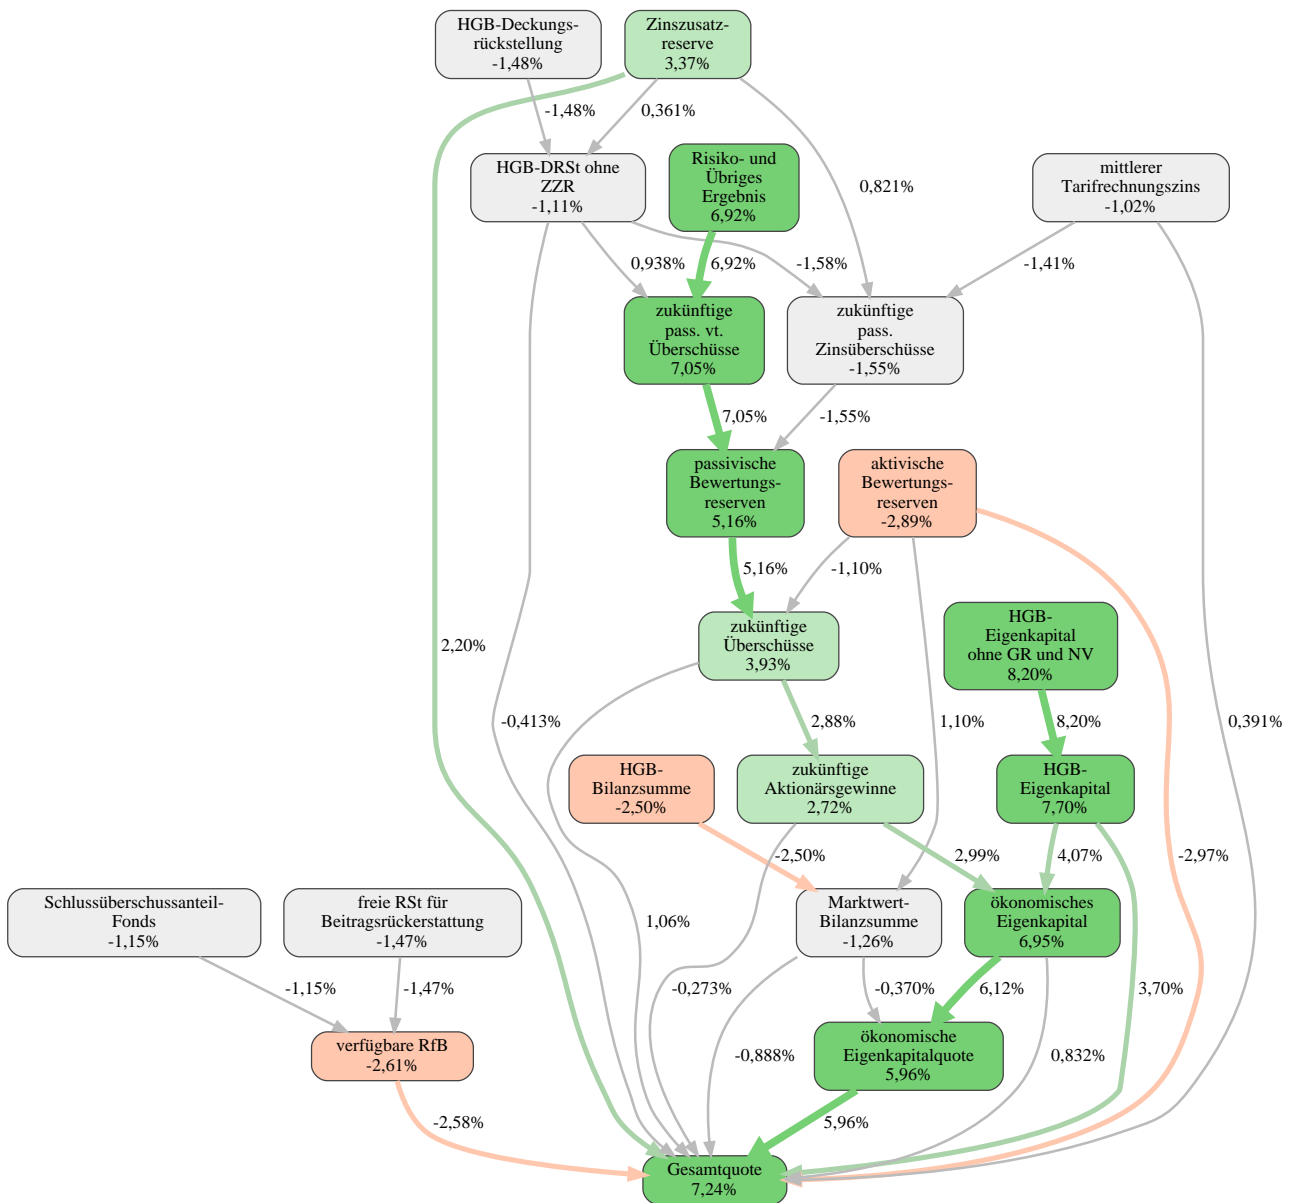 HGB-Deckungs-
rückstellung
-1,48%
Zinszusatz-
reserve
3,37%
-1,48%
0,361%
HGB-DRSt ohne
ZZR
-1,11%
Risiko- und
Übriges
Ergebnis
6,92%
0,821%
mittlerer
Tarifrechnungszins
-1,02%
0,938%
6,92%
-1,58%
-1,41%
zukünftige
pass. vt.
Überschüsse
7,05%
zukünftige
pass.
Zinsüberschüsse
-1,55%
7,05%
-1,55%
passivische
Bewertungs-
reserven
5,16%
aktivische
Bewertungs-
reserven
-2,89%
5,16%
-1,10%
zukünftige
Überschüsse
3,93%
HGB-
Eigenkapital
ohne GR und NV
8,20%
2,20%
-0,413%
2,88%
1,10%
8,20%
0,391%
HGB-
Bilanzsumme
-2,50%
zukünftige
Aktionärsgewinne
2,72%
HGB-
Eigenkapital
7,70%
-2,50%
2,99%
4,07%
-2,97%
Schlussüberschussanteil-
Fonds
-1,15%
freie RSt für
Beitragsrückerstattung
-1,47%
1,06%
Marktwert-
Bilanzsumme
-1,26%
ökonomisches
Eigenkapital
6,95%
-1,15%
-1,47%
-0,273%
-0,370%
6,12%
3,70%
verfügbare RfB
-2,61%
-0,888%
ökonomische
Eigenkapitalquote
5,96%
0,832%
-2,58%
5,96%
Gesamtquote
7,24%